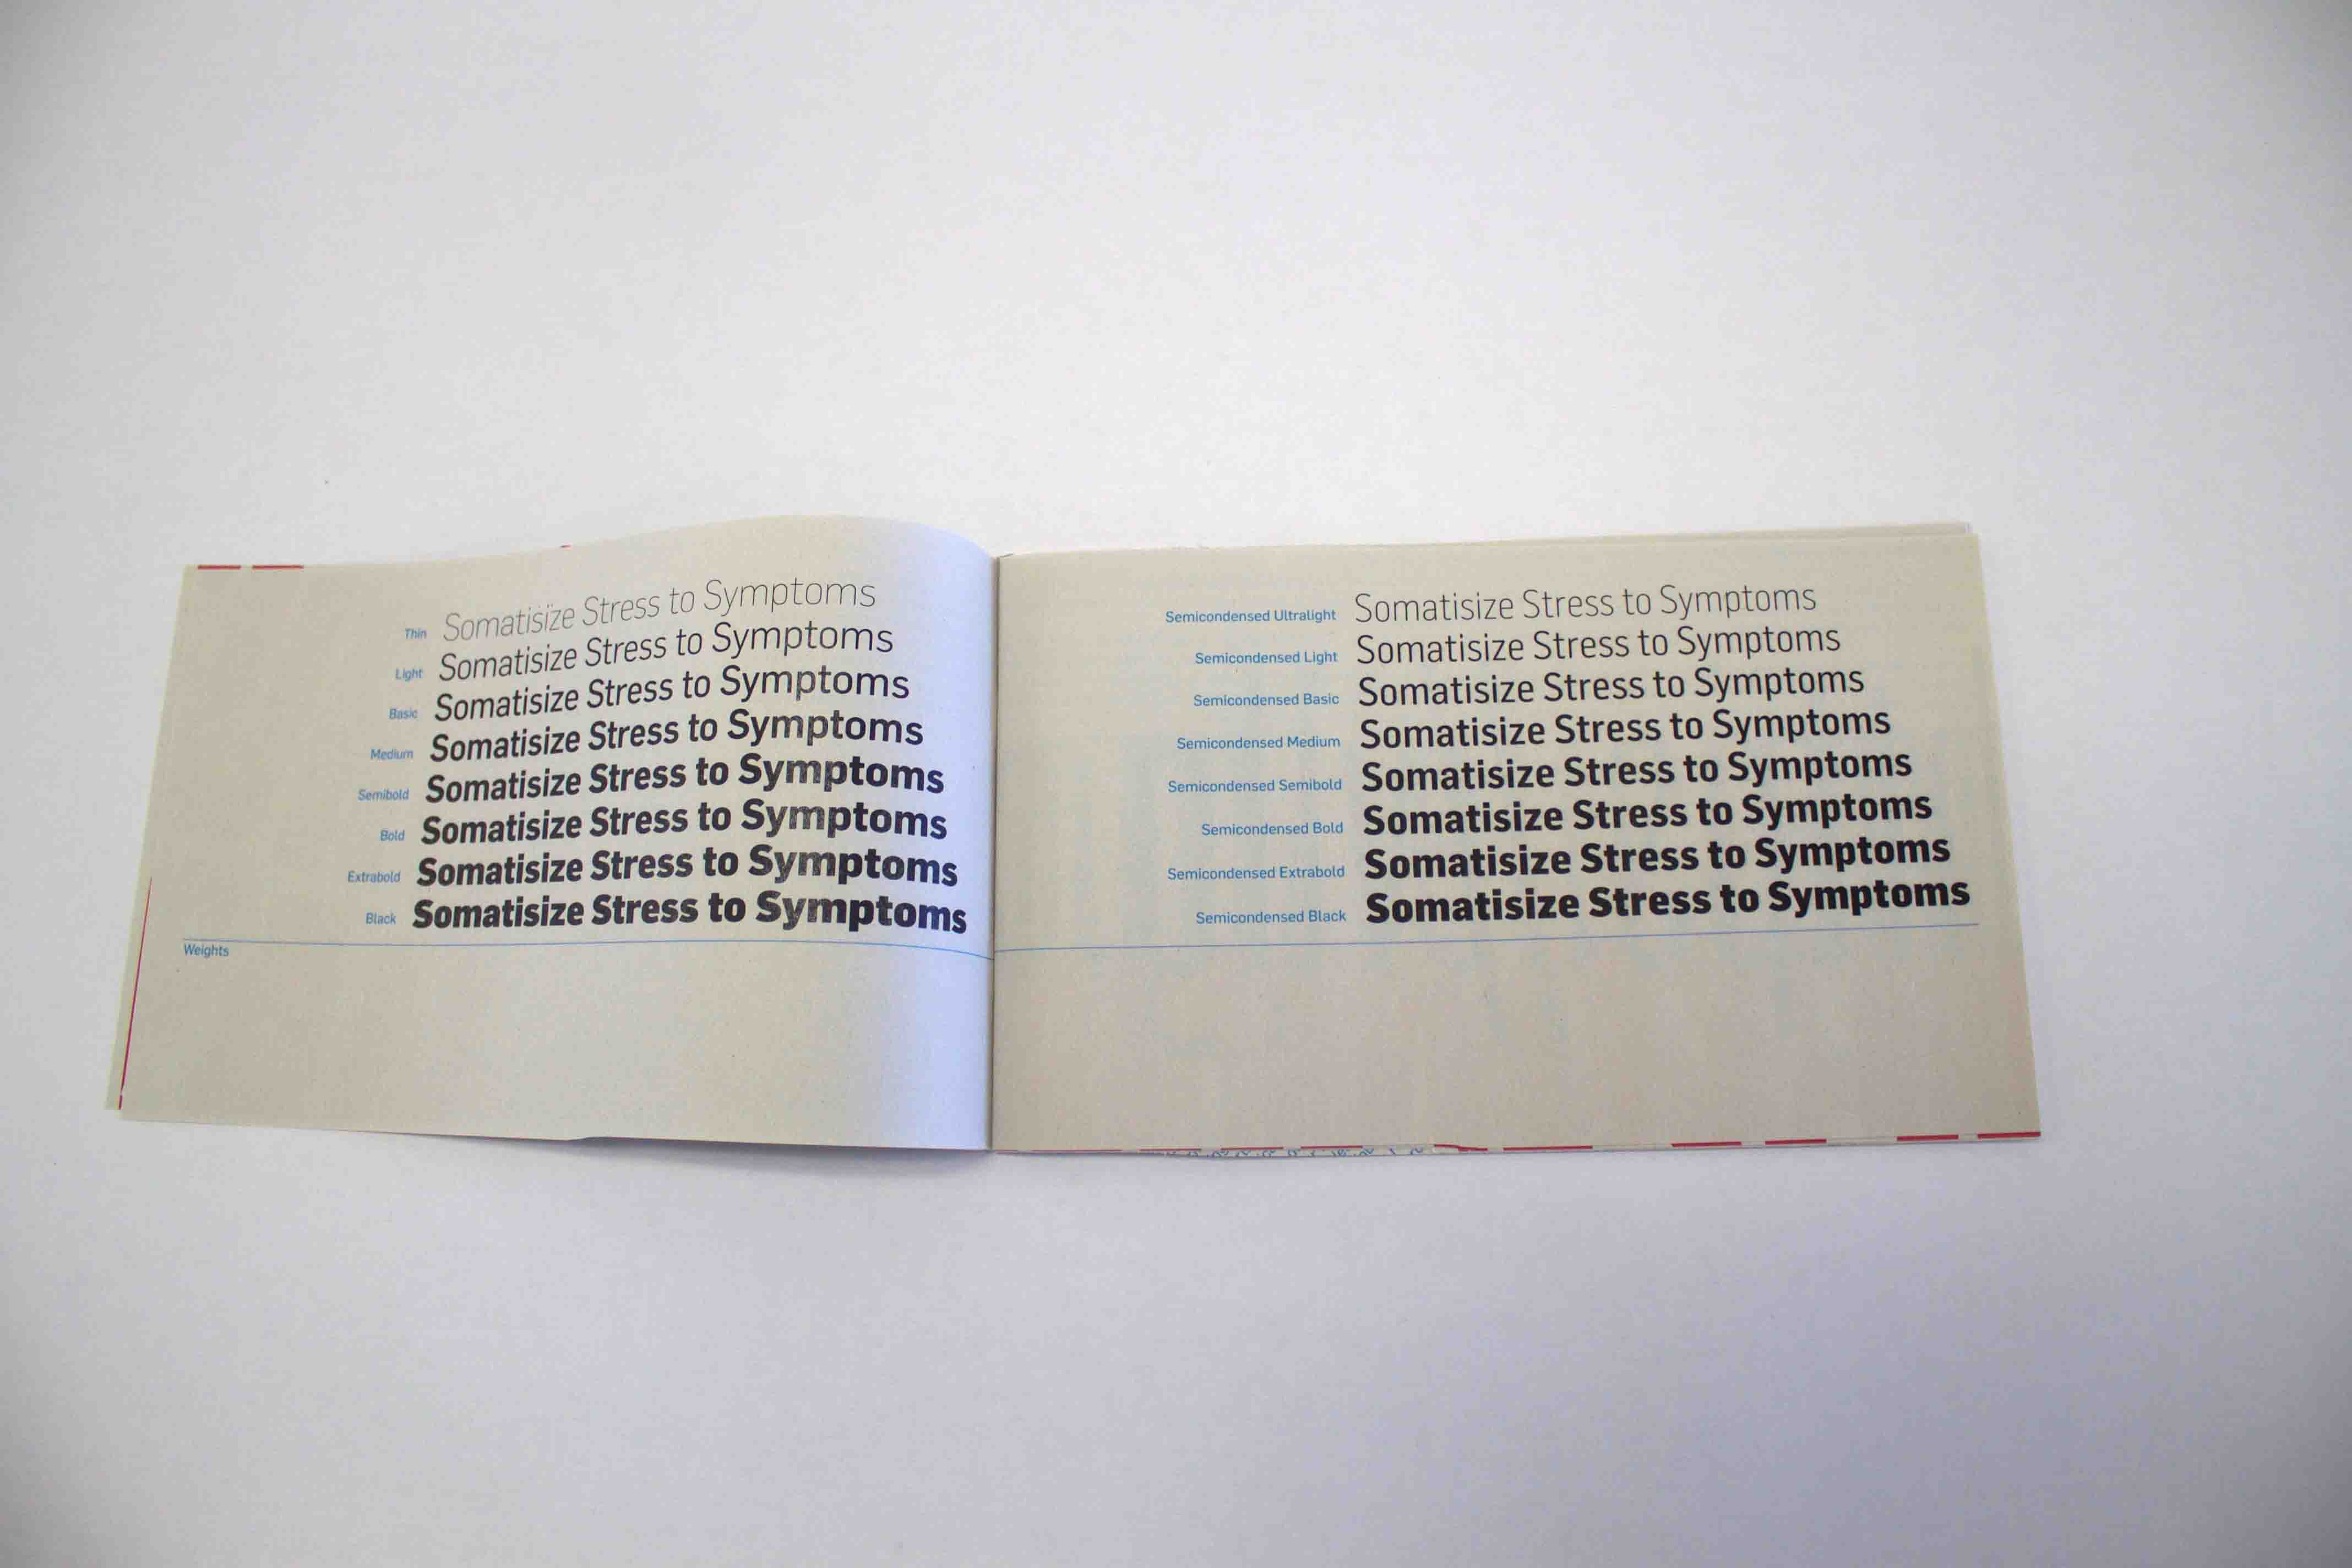 Thin Somatisize Stress to Symptoms
Light Somatisize Stress to Symptoms
Basic Somatisize Stress to Symptoms
Medium Somatisize Stress to Symptoms
Semibold Somatisize Stress to Symptoms
Bold Somatisize Stress to Symptoms
Extrabold Somatisize Stress to Symptoms
Black Somatisize Stress to Symptoms
Weights
Semicondensed Ultralight Somatisize Stress to Symptoms
Semicondensed Light Somatisize Stress to Symptoms
Semicondensed Basic Somatisize Stress to Symptoms
Semicondensed Medium Somatisize Stress to Symptoms
Semicondensed Semibold Somatisize Stress to Symptoms
Semicondensed Bold Somatisize Stress to Symptoms
Semicondensed Extrabold Somatisize Stress to Symptoms
Semicondensed Black Somatisize Stress to Symptoms